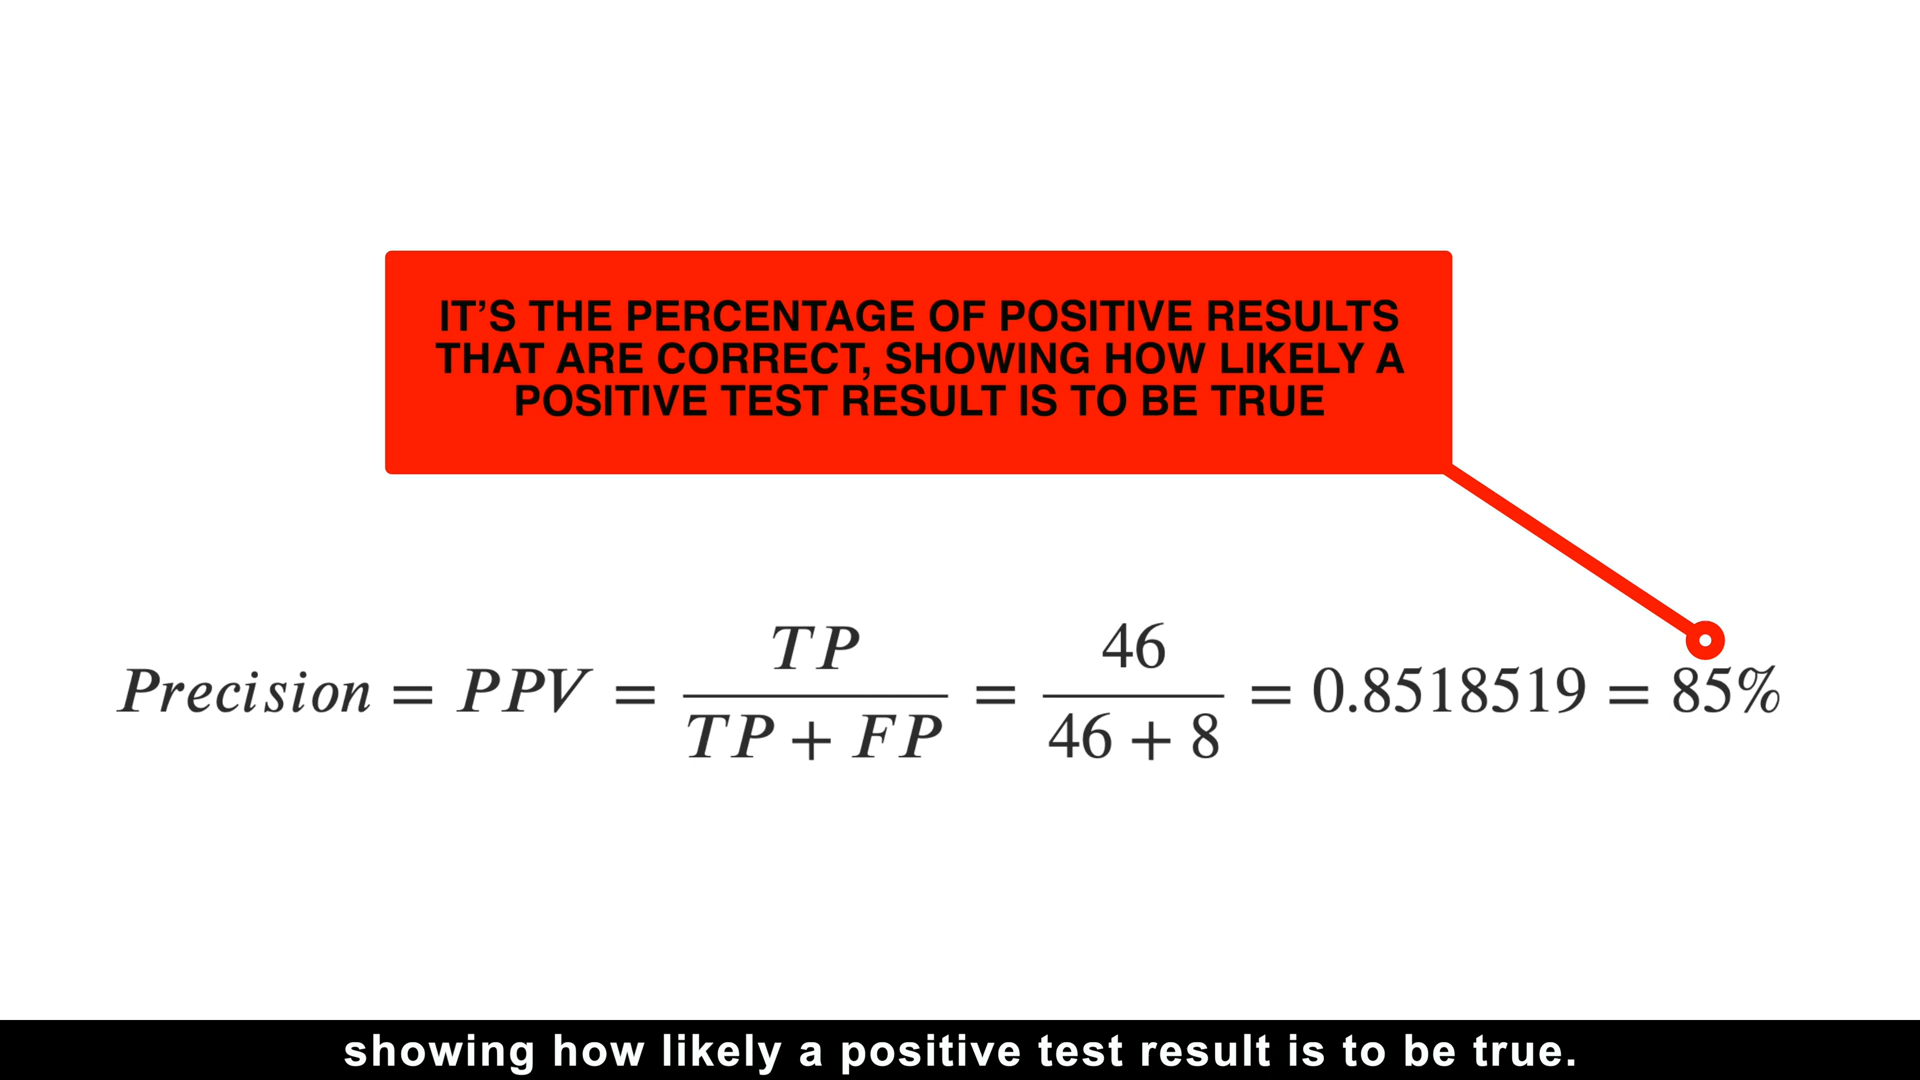 IT’S THE PERCENTAGE OF POSITIVE RESULTS
THAT ARE CORRECT, SHOWING HOW LIKELY A
POSITIVE TEST RESULT IS TO BE TRUE
Precision = PPV = TP / (TP + FP) = 46 / (46 + 8) = 0.8518519 = 85%
showing how likely a positive test result is to be true.